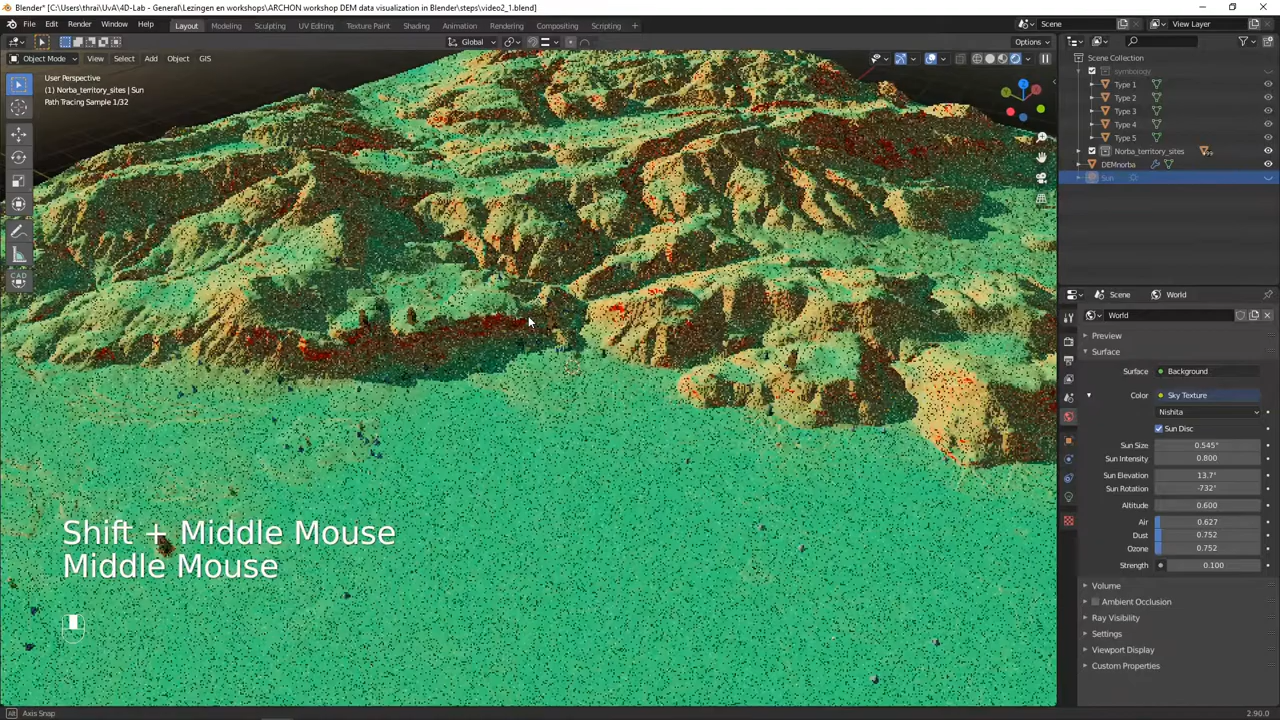 Blender* [C:\Users\thrai\UvA\4D-Lab - General\Lezingen en workshops\ARCHON workshop DEM data visualization in Blender\steps\video2_1.blend]
File Edit Render Window Help Layout Modeling Sculpting UV Editing Texture Paint Shading Animation Rendering Compositing Scripting + Scene View Layer
Global Options
Object Mode View Select Add Object GIS
User Perspective
(1) Norba_territory_sites | Sun
Path Tracing Sample 1/32
CAD
Shift + Middle Mouse
Middle Mouse
Scene Collection
symbology
Type 1
Type 2
Type 3
Type 4
Type 5
Norba_territory_sites
DEMnorba
Sun
Scene World
World
Preview
Surface
Surface Background
Color Sky Texture
Nishita
Sun Disc
Sun Size 0.545°
Sun Intensity 0.800
Sun Elevation 13.7°
Sun Rotation -732°
Altitude 0.600
Air 0.627
Dust 0.752
Ozone 0.752
Strength 0.100
Volume
Ambient Occlusion
Ray Visibility
Settings
Viewport Display
Custom Properties
Alt Axis Snap 2.90.0